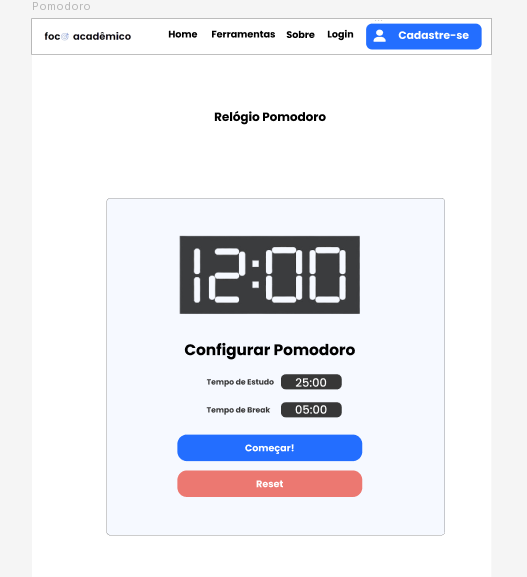 Pomodoro
foco acadêmico
Home Ferramentas Sobre Login Cadastre-se
Relógio Pomodoro
12:00
Configurar Pomodoro
Tempo de Estudo 25:00
Tempo de Break 05:00
Começar!
Reset